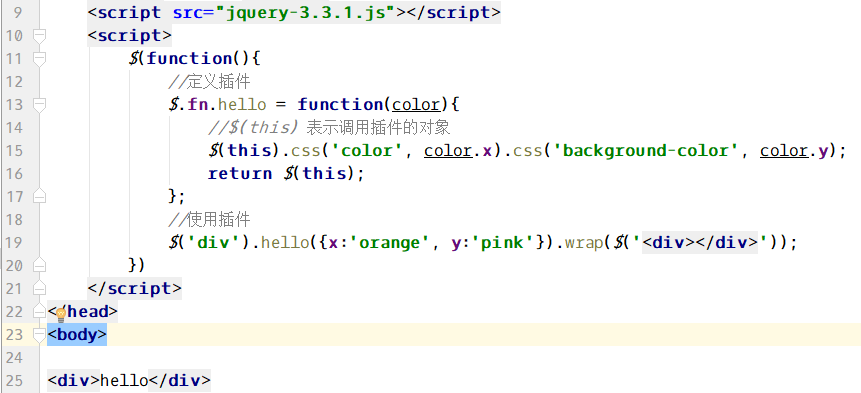 9 <script src="jquery-3.3.1.js"></script>
10 <script>
11 $(function(){
12 //定义插件
13 $.fn.hello = function(color){
14 //$(this) 表示调用插件的对象
15 $(this).css('color', color.x).css('background-color', color.y);
16 return $(this);
17 };
18 //使用插件
19 $('div').hello({x:'orange', y:'pink'}).wrap($('<div></div>'));
20 })
21 </script>
22 </head>
23 <body>
24
25 <div>hello</div>